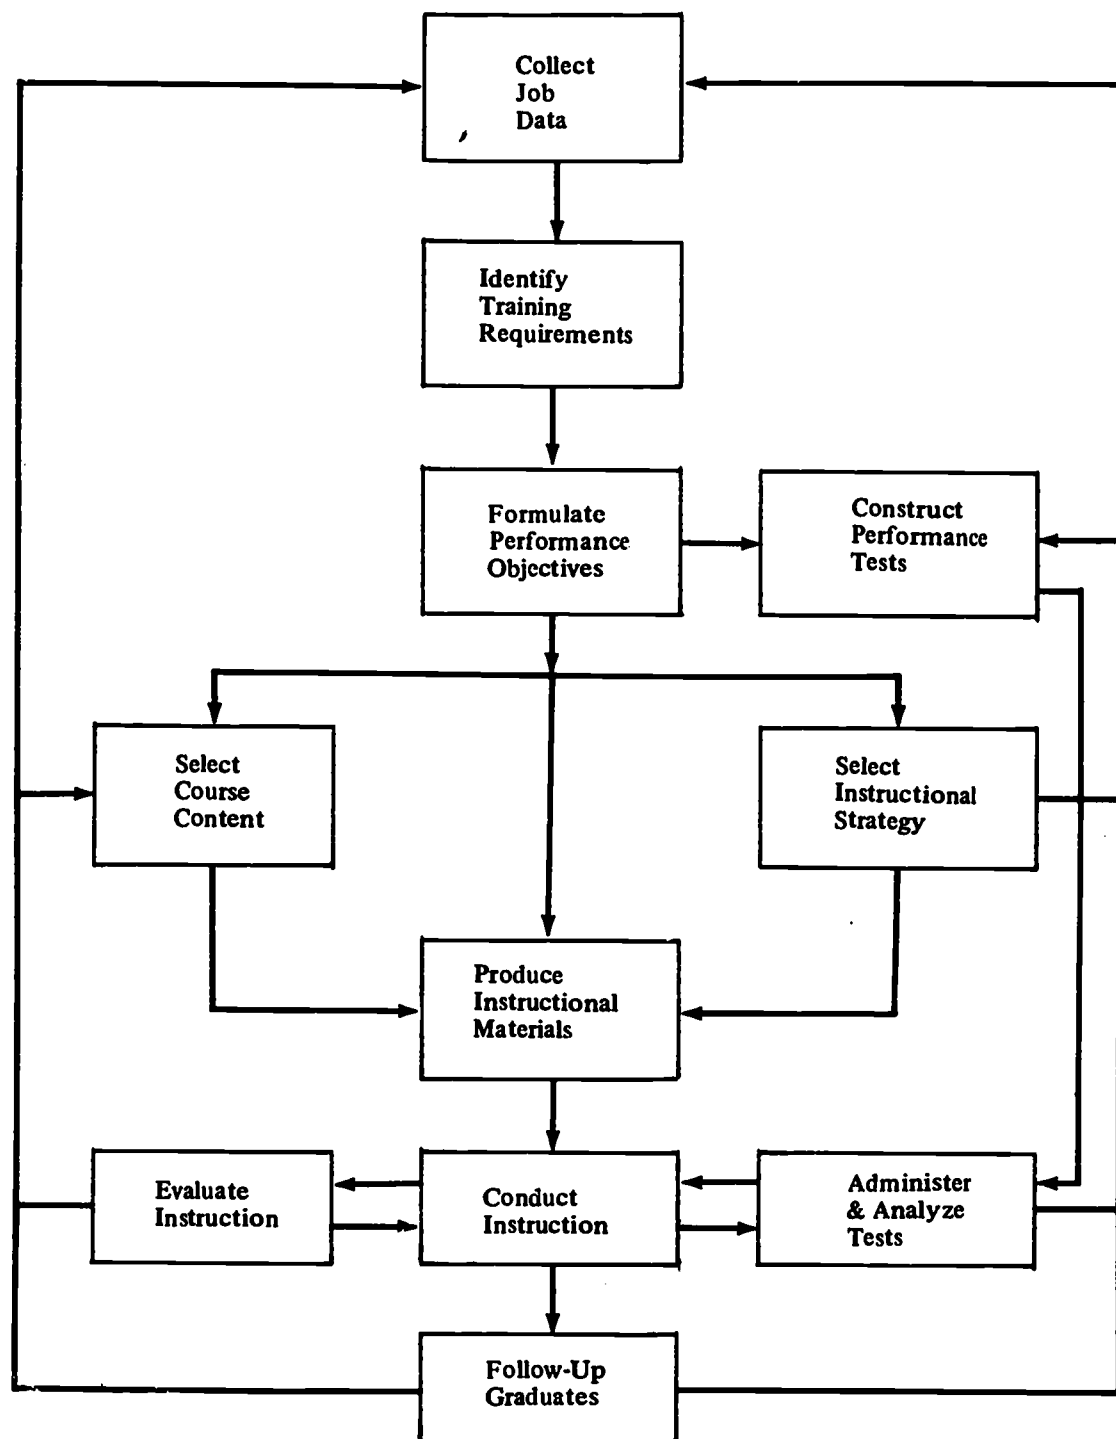 Collect
Job
Data
Identify
Training
Requirements
Formulate
Performance
Objectives
Construct
Performance
Tests
Select
Course
Content
Select
Instructional
Strategy
Produce
Instructional
Materials
Evaluate
Instruction
Conduct
Instruction
Administer
& Analyze
Tests
Follow-Up
Graduates